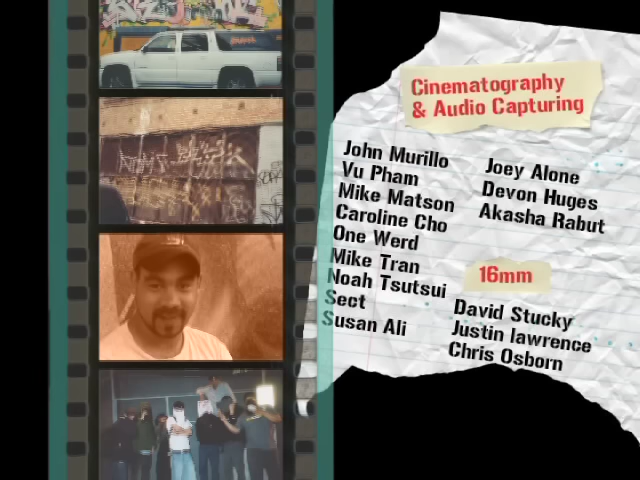 Cinematography
& Audio Capturing
John Murillo
Vu Pham
Mike Matson
Caroline Cho
One Werd
Mike Tran
Noah Tsutsui
Sect
Susan Ali
Joey Alone
Devon Huges
Akasha Rabut
16mm
David Stucky
Justin lawrence
Chris Osborn